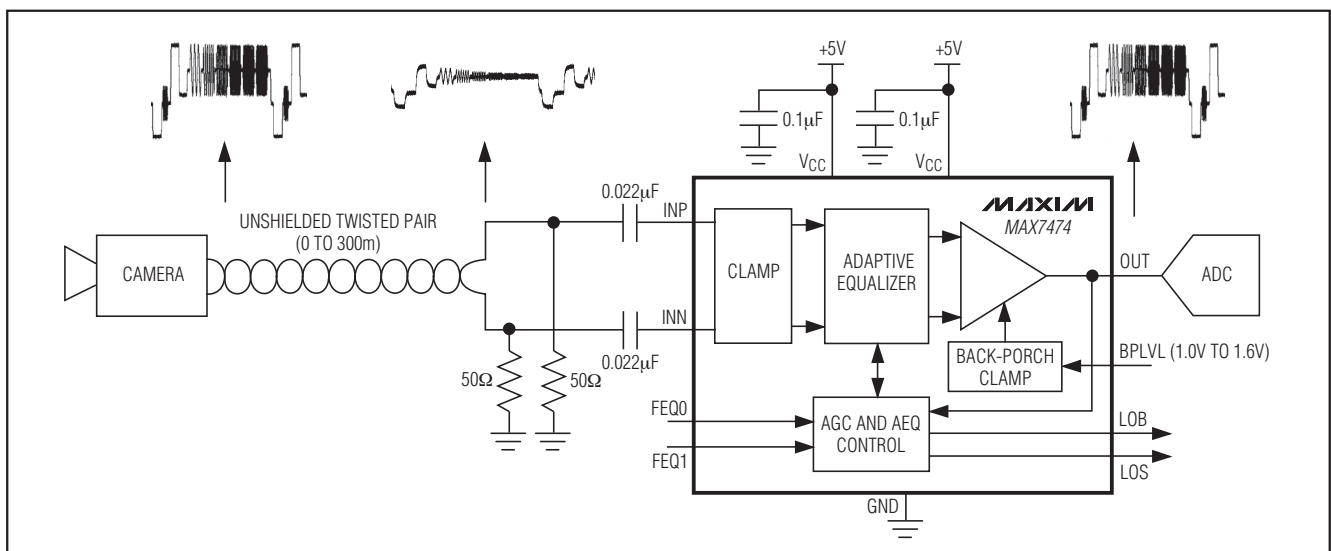 +5V
+5V
0.1µF
0.1µF
VCC
VCC
0.022µF
INP
MAXIM
MAX7474
UNSHIELDED TWISTED PAIR
(0 TO 300m)
CAMERA
CLAMP
ADAPTIVE
EQUALIZER
OUT
ADC
INN
0.022µF
BACK-PORCH
CLAMP
BPLVL (1.0V TO 1.6V)
50Ω
50Ω
FEQ0
FEQ1
AGC AND AEQ
CONTROL
LOB
LOS
GND